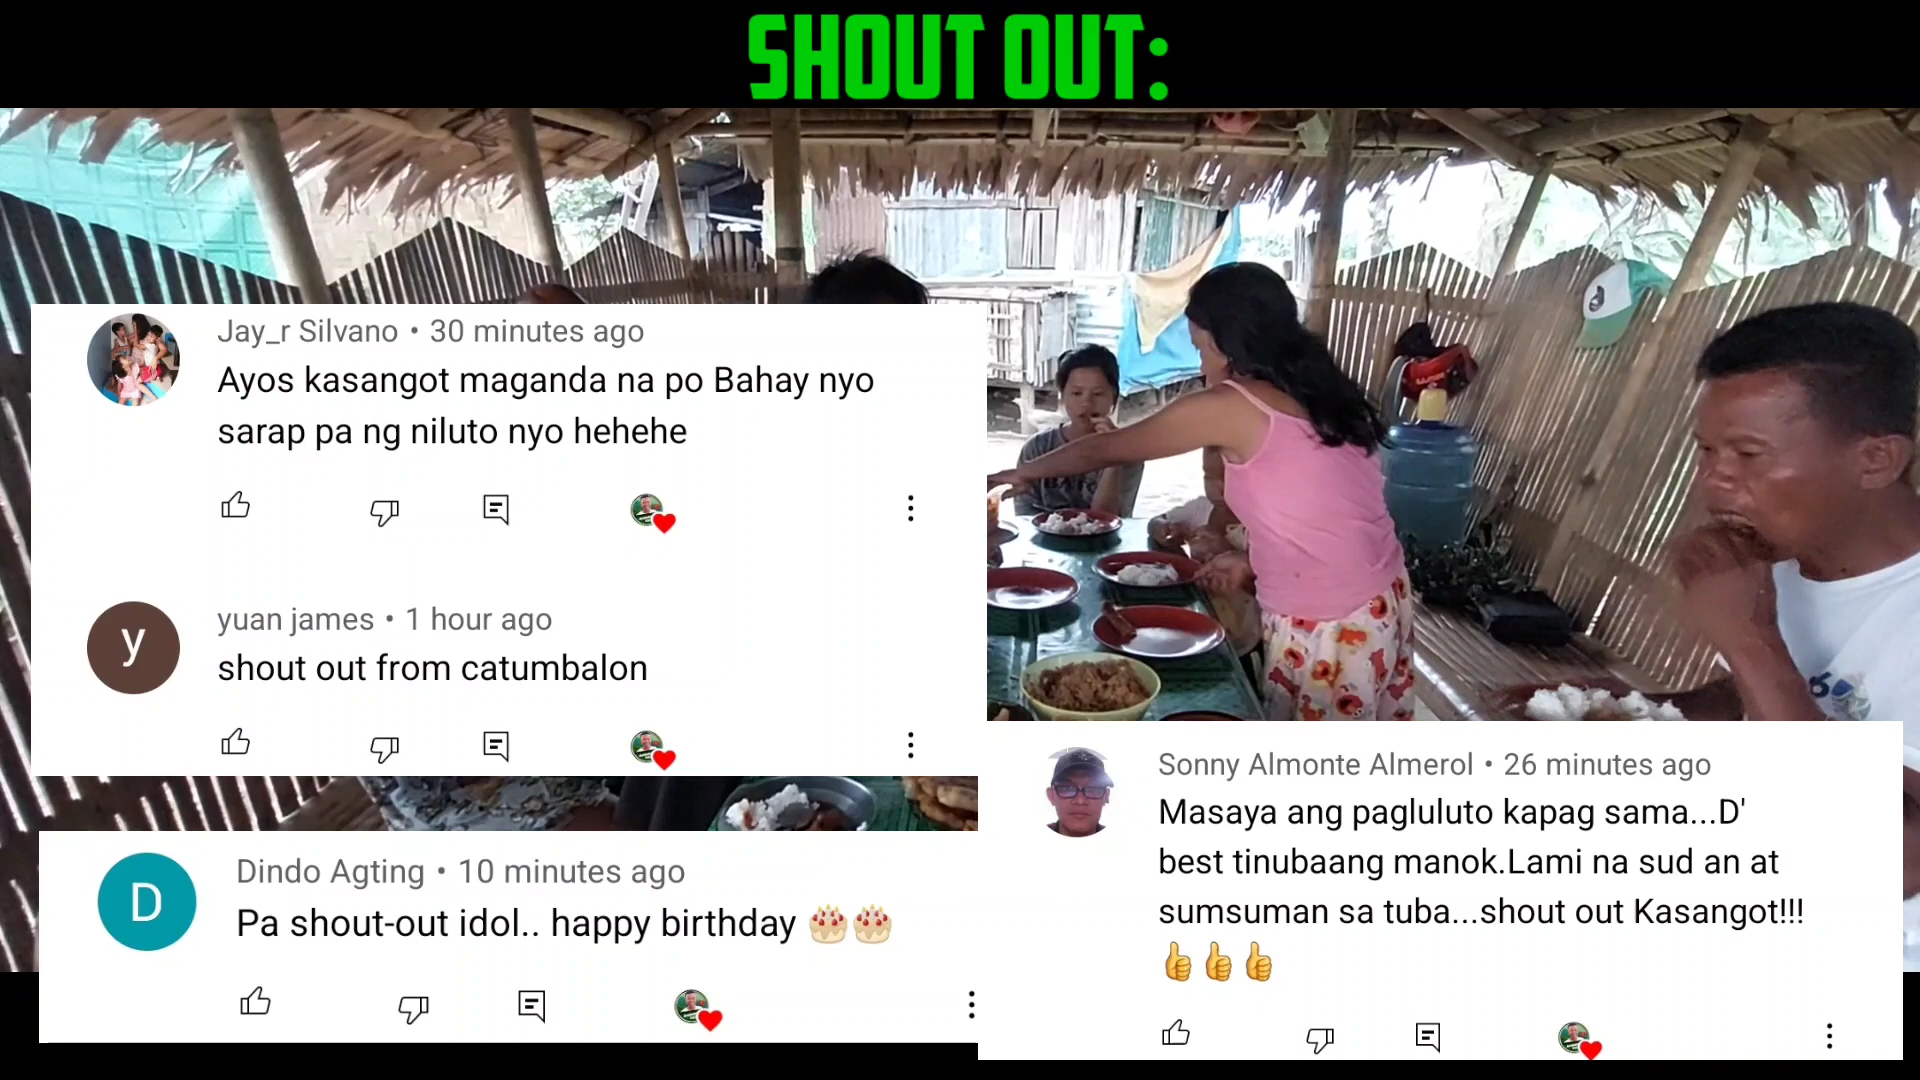 SHOUT OUT:
Jay_r Silvano • 30 minutes ago
Ayos kasangot maganda na po Bahay nyo
sarap pa ng niluto nyo hehehe
y
yuan james • 1 hour ago
shout out from catumbalon
D
Dindo Agting • 10 minutes ago
Pa shout-out idol.. happy birthday 🎂🎂
Sonny Almonte Almerol • 26 minutes ago
Masaya ang pagluluto kapag sama...D'
best tinubaang manok.Lami na sud an at
sumsuman sa tuba...shout out Kasangot!!!
👍👍👍